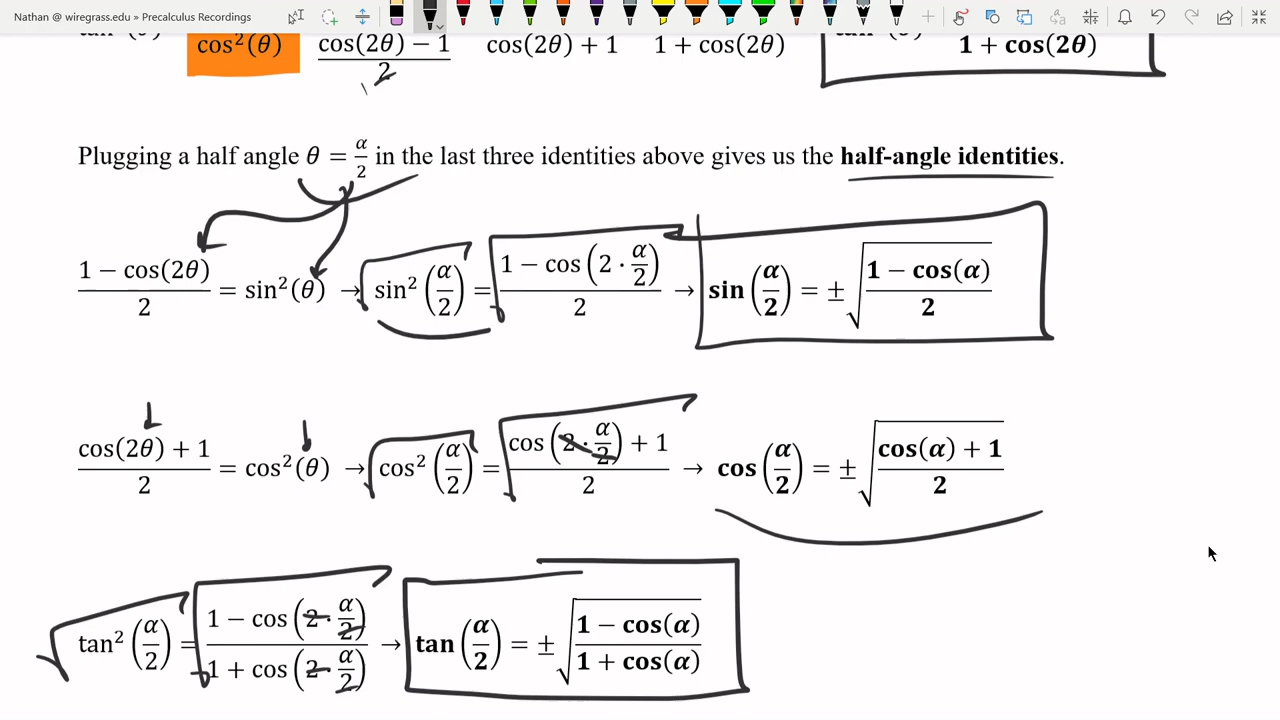 Nathan @ wiregrass.edu » Precalculus Recordings
cos²(θ) (cos(2θ) − 1)/2 cos(2θ) + 1 1 + cos(2θ) 1 + cos(2θ)
Plugging a half angle θ = α/2 in the last three identities above gives us the half-angle identities.
(1 − cos(2θ))/2 = sin²(θ) → sin²(α/2) = (1 − cos(2·α/2))/2 → sin(α/2) = ±√((1 − cos(α))/2)
(cos(2θ) + 1)/2 = cos²(θ) → cos²(α/2) = (cos(2·α/2) + 1)/2 → cos(α/2) = ±√((cos(α) + 1)/2)
tan²(α/2) = (1 − cos(2·α/2))/(1 + cos(2·α/2)) → tan(α/2) = ±√((1 − cos(α))/(1 + cos(α)))